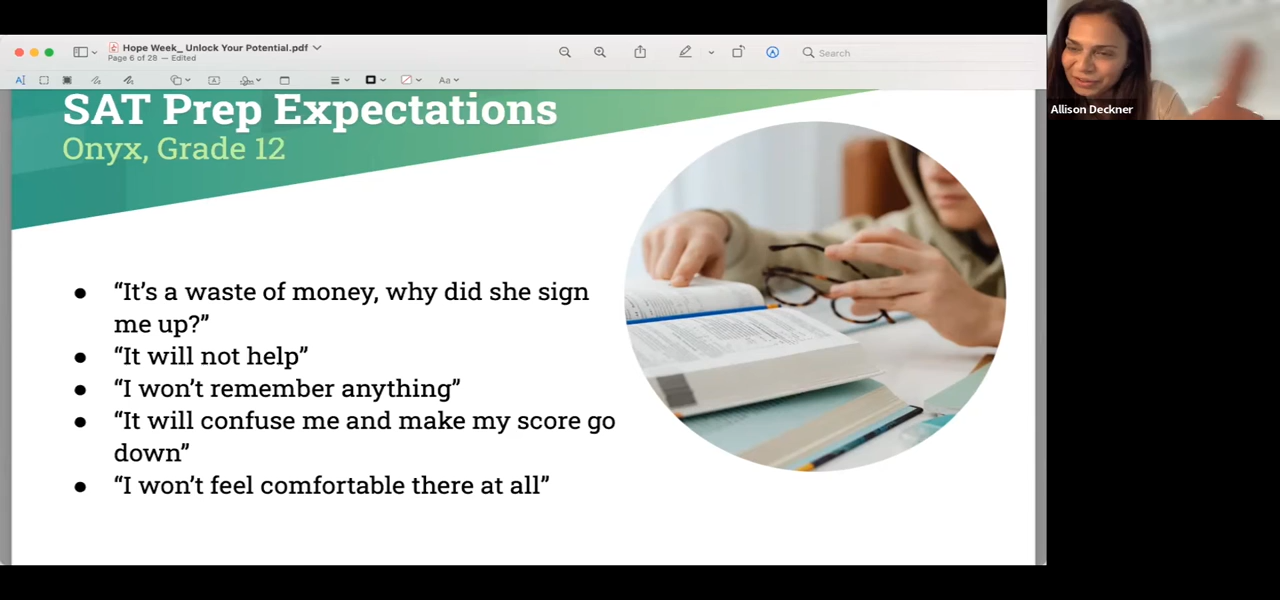 Hope Week_ Unlock Your Potential.pdf
Page 6 of 28 — Edited
Search
A
Aa
Allison Deckner
SAT Prep Expectations
Onyx, Grade 12
● “It’s a waste of money, why did she sign
me up?”
● “It will not help”
● “I won’t remember anything”
● “It will confuse me and make my score go
down”
● “I won’t feel comfortable there at all”